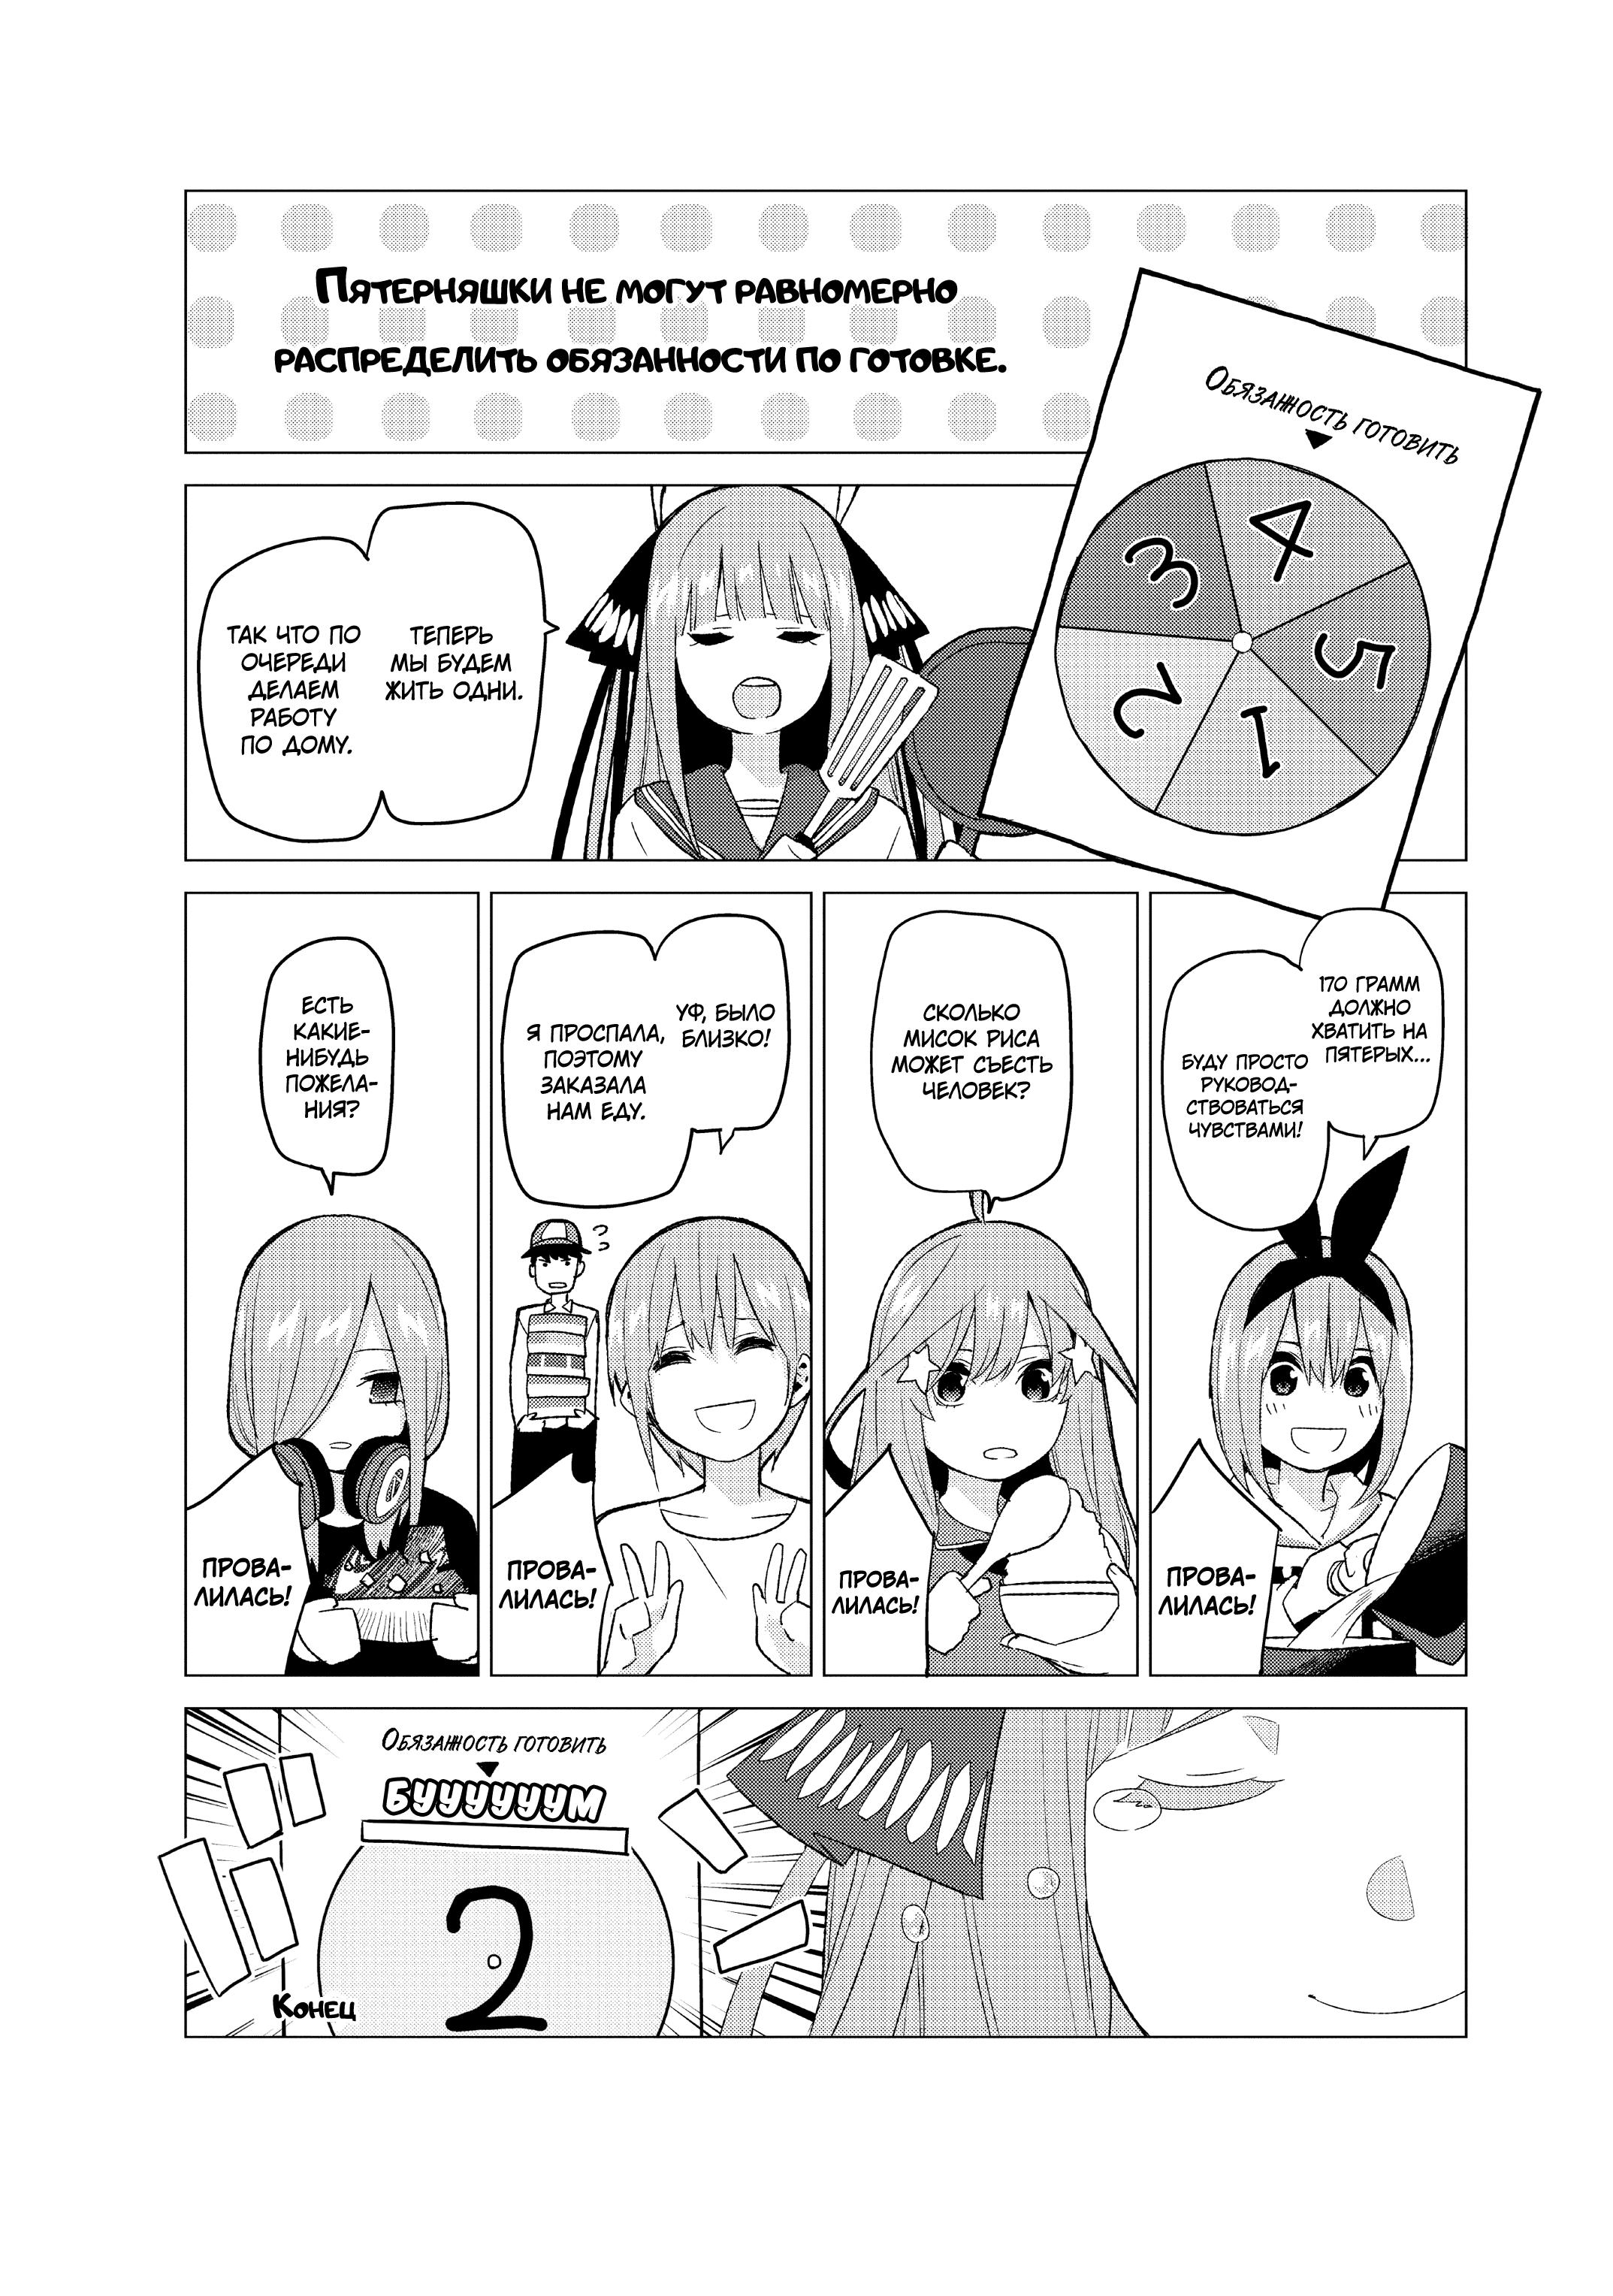 Пятерняшки не могут равномерно
распределить обязанности по готовке.
Обязанность готовить
4
3
5
2
1
ТЕПЕРЬ
МЫ БУДЕМ
ЖИТЬ ОДНИ.
ТАК ЧТО ПО
ОЧЕРЕДИ
ДЕЛАЕМ
РАБОТУ
ПО ДОМУ.
170 ГРАММ
ДОЛЖНО
ХВАТИТЬ НА
ПЯТЕРЫХ...
БУДУ ПРОСТО
РУКОВОД-
СТВОВАТЬСЯ
ЧУВСТВАМИ!
ПРОВА-
ЛИЛАСЬ!
СКОЛЬКО
МИСОК РИСА
МОЖЕТ СЪЕСТЬ
ЧЕЛОВЕК?
ПРОВА-
ЛИЛАСЬ!
УФ, БЫЛО
БЛИЗКО!
Я ПРОСПАЛА,
ПОЭТОМУ
ЗАКАЗАЛА
НАМ ЕДУ.
ПРОВА-
ЛИЛАСЬ!
ЕСТЬ
КАКИЕ-
НИБУДЬ
ПОЖЕЛА-
НИЯ?
ПРОВА-
ЛИЛАСЬ!
Обязанность готовить
БУУУУУУУМ
2
Конец